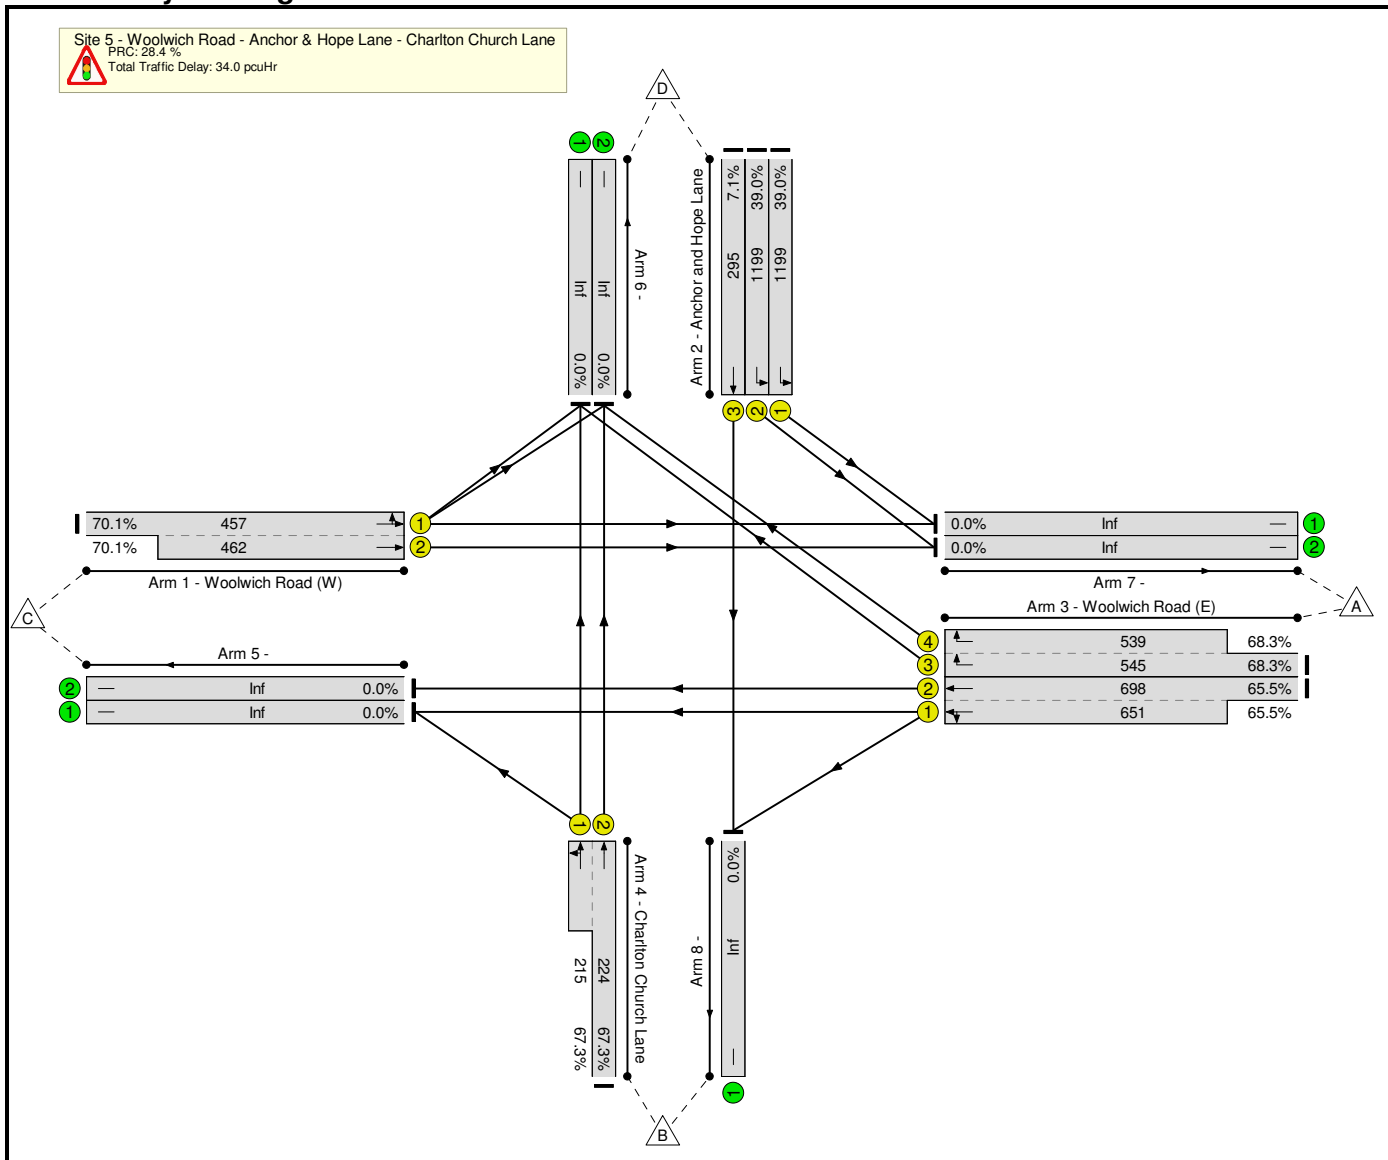 Site 5 - Woolwich Road - Anchor & Hope Lane - Charlton Church Lane
PRC: 28.4 %
Total Traffic Delay: 34.0 pcuHr
D
1
2
—
—
Inf
Inf
0.0%
0.0%
Arm 6 -
Arm 2 - Anchor and Hope Lane
7.1%
39.0%
39.0%
295
1199
1199
3
2
1
70.1%
457
1
70.1%
462
2
Arm 1 - Woolwich Road (W)
C
0.0%
Inf
—
1
0.0%
Inf
—
2
Arm 7 -
Arm 3 - Woolwich Road (E)
A
4
539
68.3%
3
545
68.3%
2
698
65.5%
1
651
65.5%
Arm 5 -
2
—
Inf
0.0%
1
—
Inf
0.0%
1
2
215
224
67.3%
67.3%
Arm 4 - Charlton Church Lane
Arm 8 -
0.0%
Inf
—
1
B